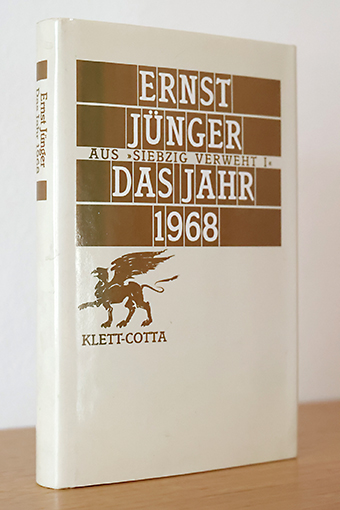 ERNST
JÜNGER
AUS »SIEBZIG VERWEHT I«
DAS JAHR
1968
KLETT-COTTA
Ernst Jünger
Das Jahr 1968